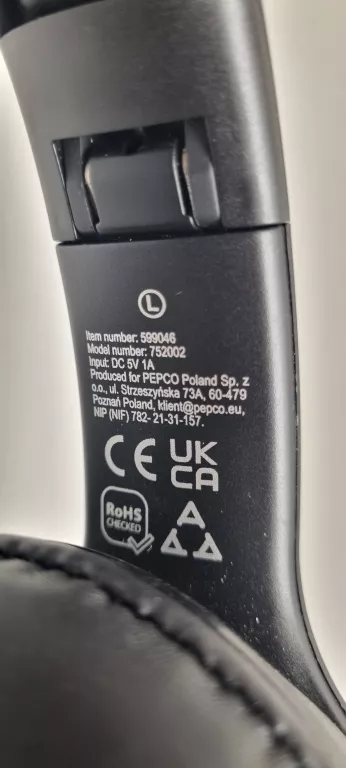 L
Item number: 599046
Model number: 752002
Input: DC 5V 1A
Produced for PEPCO Poland Sp. z
o.o., ul. Strzeszyńska 73A, 60-479
Poznań Poland, klient@pepco.eu,
NIP (NIF) 782- 21-31-157.
CE UK
CA
RoHS
CHECKED